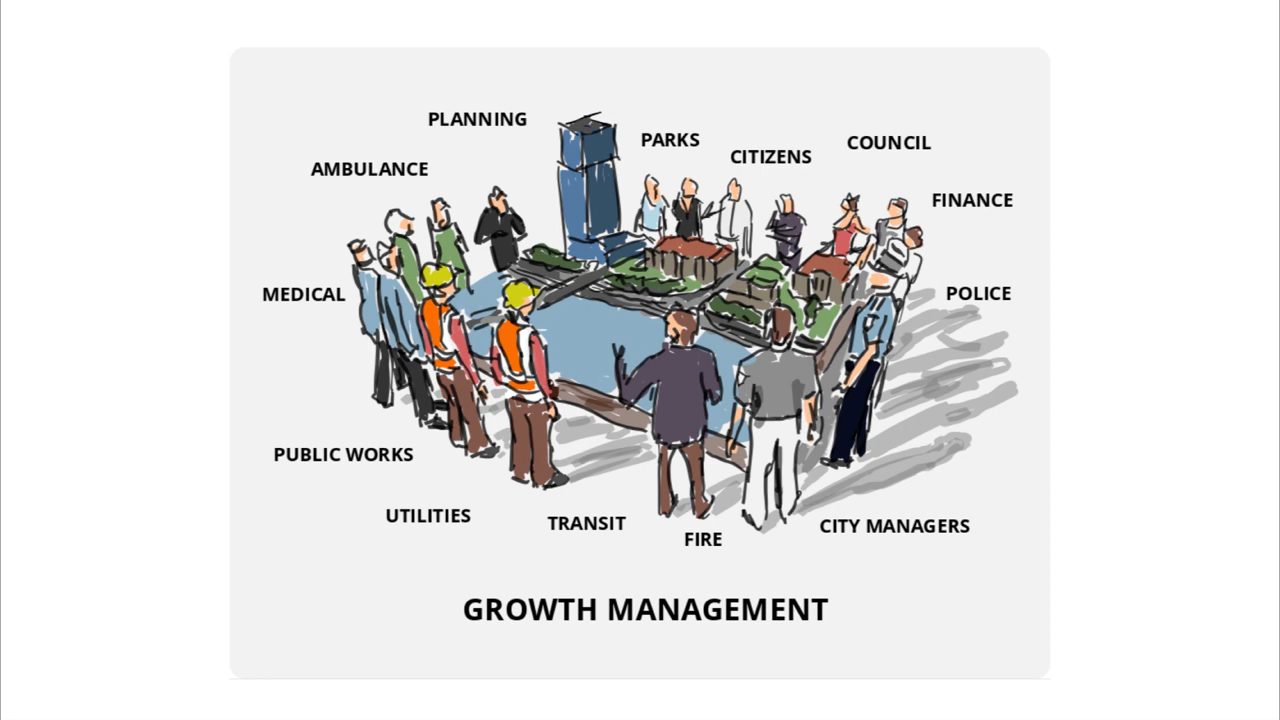 PLANNING
PARKS
COUNCIL
CITIZENS
AMBULANCE
FINANCE
MEDICAL
POLICE
PUBLIC WORKS
UTILITIES
TRANSIT
CITY MANAGERS
FIRE
GROWTH MANAGEMENT